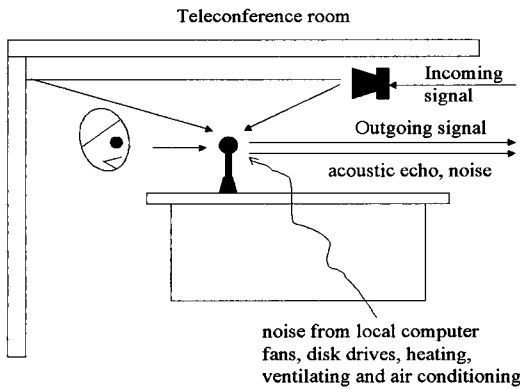 Teleconference room
Incoming
signal
Outgoing signal
acoustic echo, noise
noise from local computer
fans, disk drives, heating,
ventilating and air conditioning